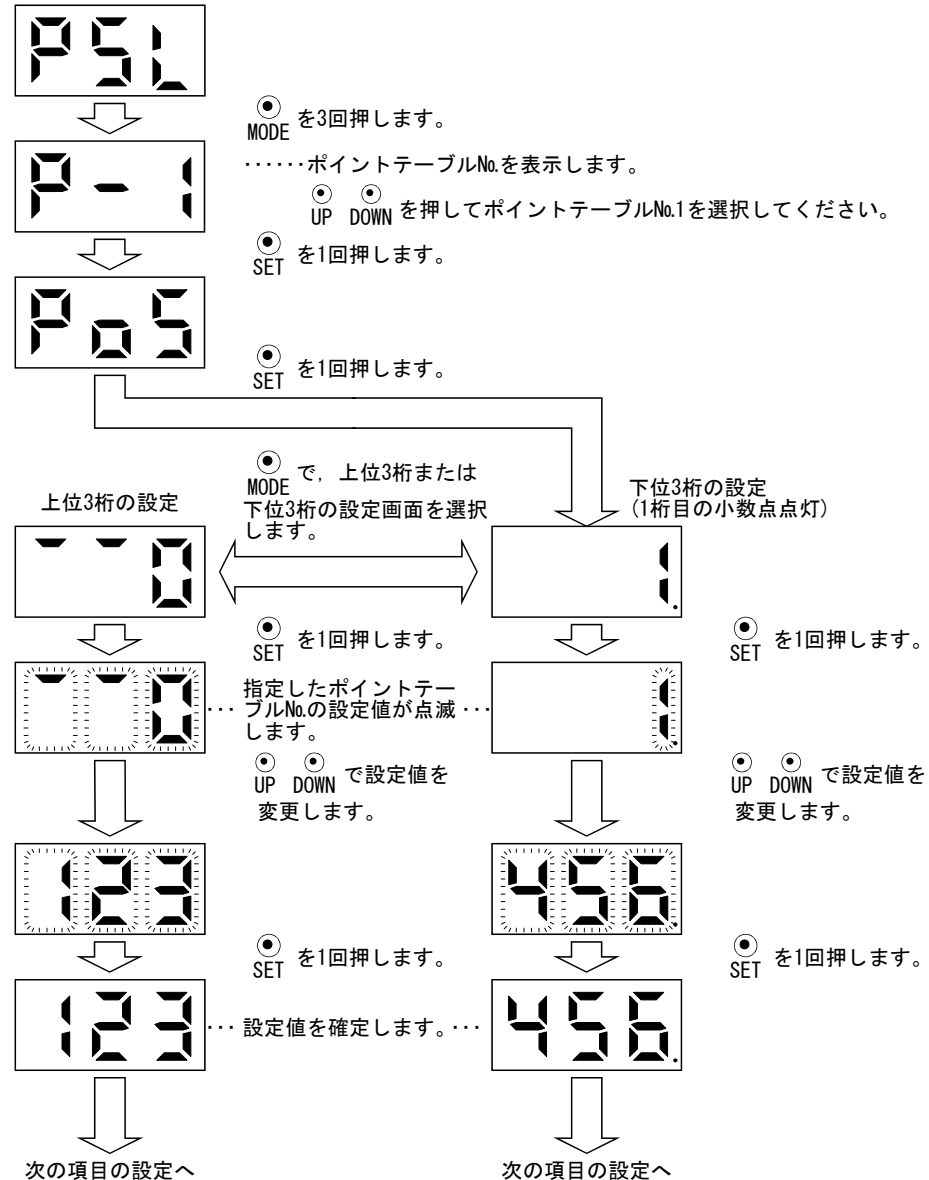 PSL
MODE を3回押します。
P-1
······ポイントテーブル№を表示します。
UP DOWN を押してポイントテーブル№1を選択してください。
SET を1回押します。
PoS
SET を1回押します。
上位3桁の設定
MODE で, 上位3桁または
下位3桁の設定画面を選択
します。
下位3桁の設定
(1桁目の小数点点灯)
‾‾0
1.
SET を1回押します。
SET を1回押します。
‾‾0
··· 指定したポイントテー
ブル№の設定値が点滅 ···
します。
1.
UP DOWN で設定値を
変更します。
UP DOWN で設定値を
変更します。
123
456.
SET を1回押します。
SET を1回押します。
123
··· 設定値を確定します。···
456.
次の項目の設定へ
次の項目の設定へ